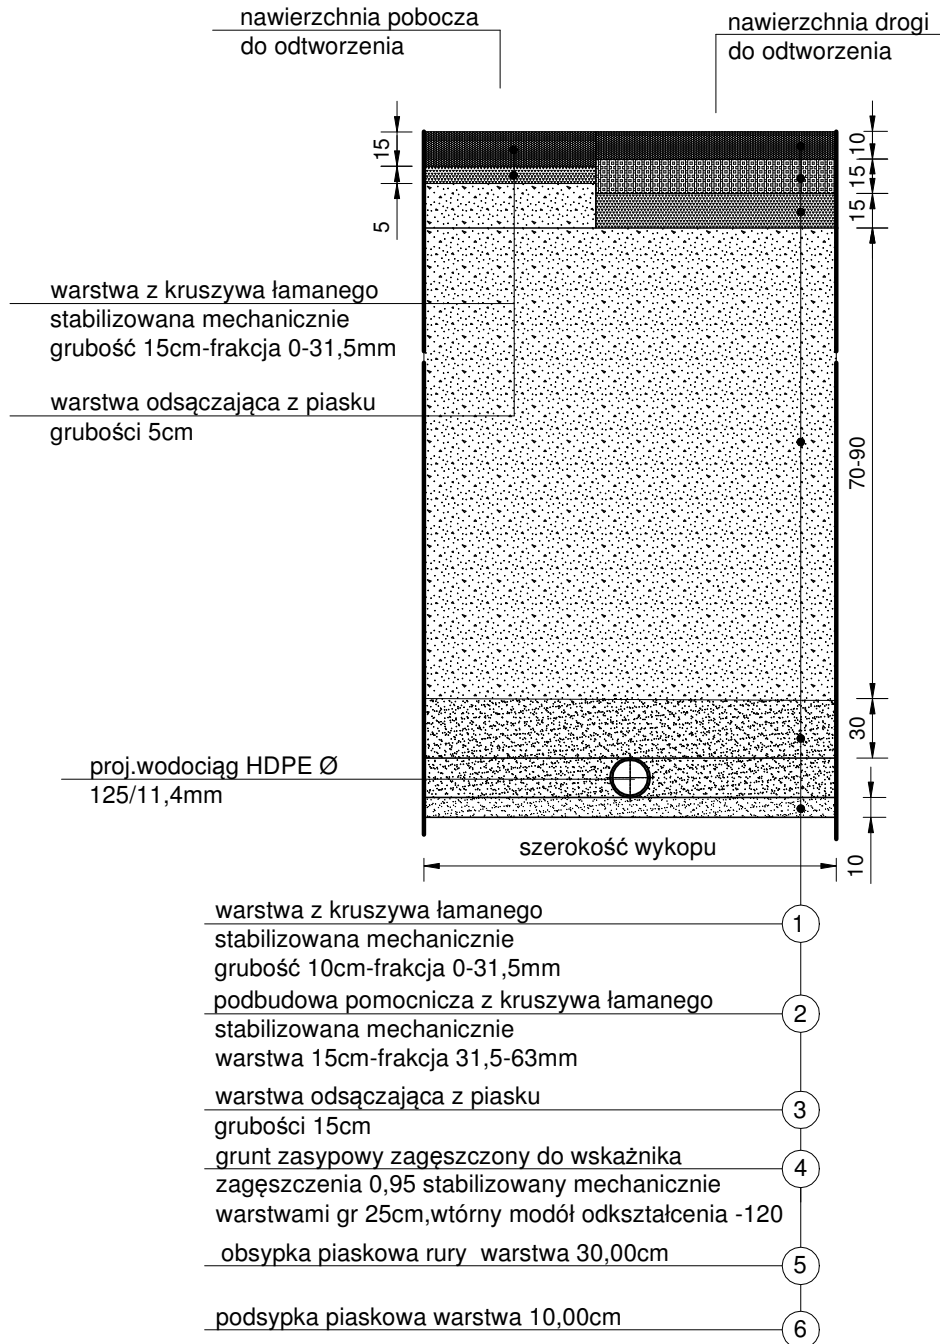 nawierzchnia pobocza
do odtworzenia
nawierzchnia drogi
do odtworzenia
15
5
10
15
15
warstwa z kruszywa łamanego
stabilizowana mechanicznie
grubość 15cm-frakcja 0-31,5mm
warstwa odsączająca z piasku
grubości 5cm
70-90
30
proj.wodociąg HDPE Ø
125/11,4mm
szerokość wykopu
10
warstwa z kruszywa łamanego
stabilizowana mechanicznie
grubość 10cm-frakcja 0-31,5mm
1
podbudowa pomocnicza z kruszywa łamanego
stabilizowana mechanicznie
warstwa 15cm-frakcja 31,5-63mm
2
warstwa odsączająca z piasku
grubości 15cm
3
grunt zasypowy zagęszczony do wskażnika
zagęszczenia 0,95 stabilizowany mechanicznie
warstwami gr 25cm,wtórny modół odkształcenia -120
4
obsypka piaskowa rury warstwa 30,00cm
5
podsypka piaskowa warstwa 10,00cm
6